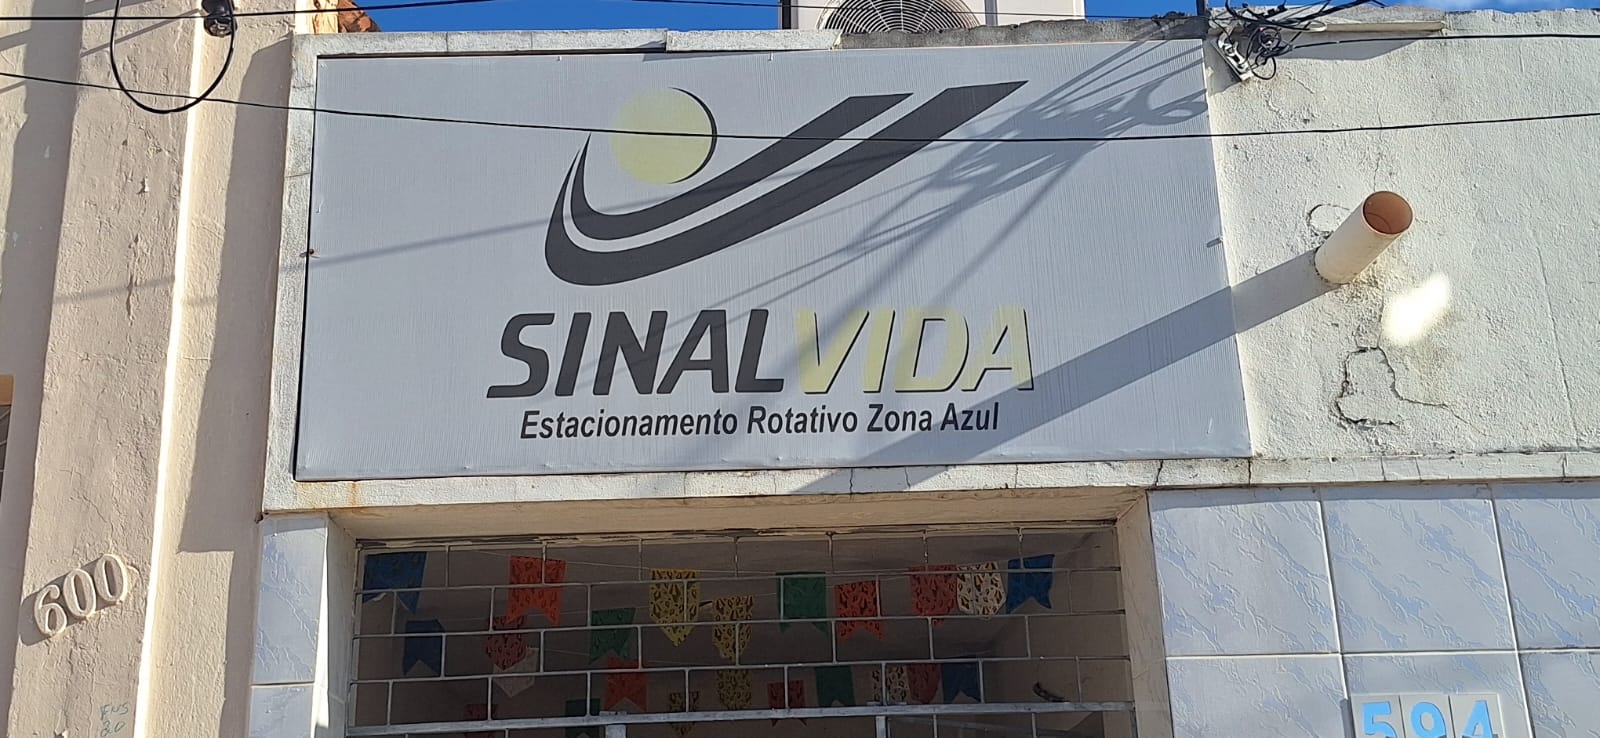 SINALVIDA
Estacionamento Rotativo Zona Azul
600
594